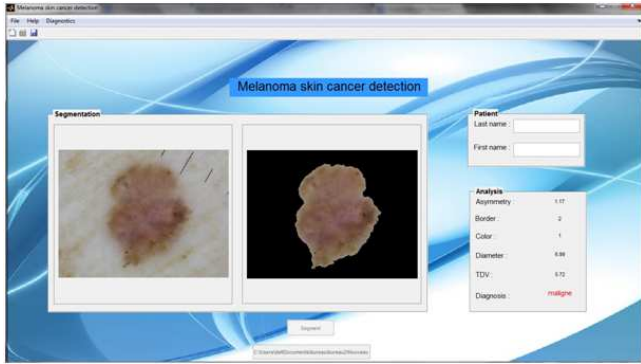 Melanoma skin cancer detection
File Help Diagnostics
Melanoma skin cancer detection
Segmentation
Patient
Last name :
First name :
Analysis
Asymmetry : 1.17
Border : 2
Color : 1
Diameter :
TDV :
Diagnosis : maligne
Segment